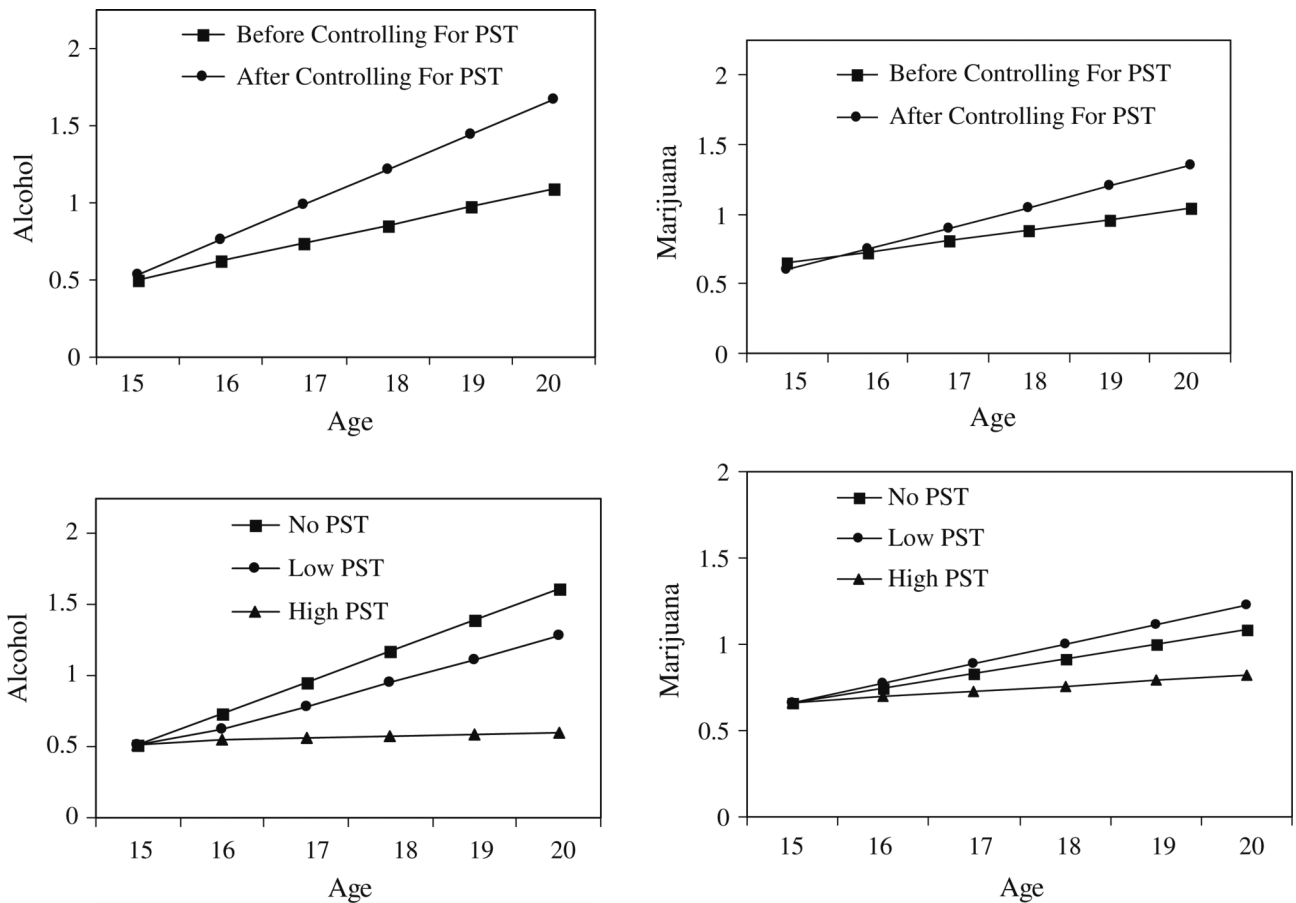 2
Before Controlling For PST
After Controlling For PST
1.5
1
0.5
0
Alcohol
15 16 17 18 19 20
Age
2
Before Controlling For PST
After Controlling For PST
1.5
1
0.5
0
Marijuana
15 16 17 18 19 20
Age
2
No PST
Low PST
High PST
1.5
1
0.5
0
Alcohol
15 16 17 18 19 20
Age
2
No PST
Low PST
High PST
1.5
1
0.5
0
Marijuana
15 16 17 18 19 20
Age